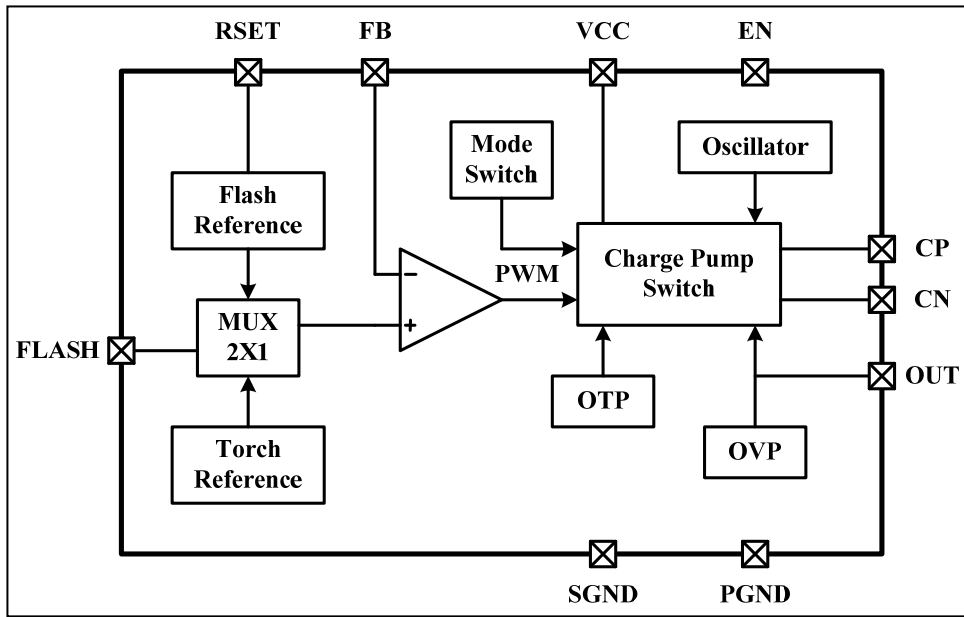 RSET
FB
VCC
EN
Mode
Switch
Oscillator
Flash
Reference
PWM
Charge Pump
Switch
CP
CN
MUX
2X1
FLASH
-
+
OUT
OTP
OVP
Torch
Reference
SGND
PGND